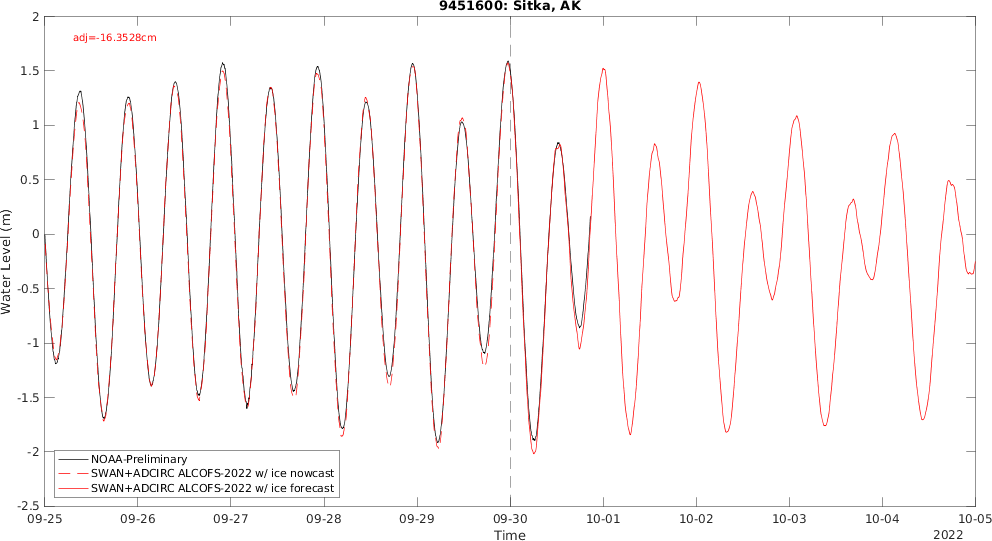 9451600: Sitka, AK
adj=-16.3528cm
Water Level (m)
2
1.5
1
0.5
0
-0.5
-1
-1.5
-2
-2.5
NOAA-Preliminary
SWAN+ADCIRC ALCOFS-2022 w/ ice nowcast
SWAN+ADCIRC ALCOFS-2022 w/ ice forecast
09-25 09-26 09-27 09-28 09-29 09-30 10-01 10-02 10-03 10-04 10-05
Time
2022